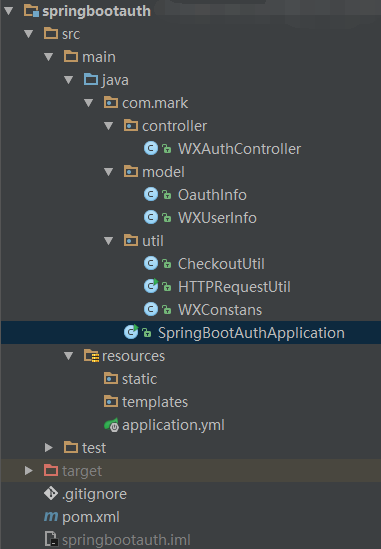 springbootauth
src
main
java
com.mark
controller
WXAuthController
model
OauthInfo
WXUserInfo
util
CheckoutUtil
HTTPRequestUtil
WXConstans
SpringBootAuthApplication
resources
static
templates
application.yml
test
target
.gitignore
pom.xml
springbootauth.iml